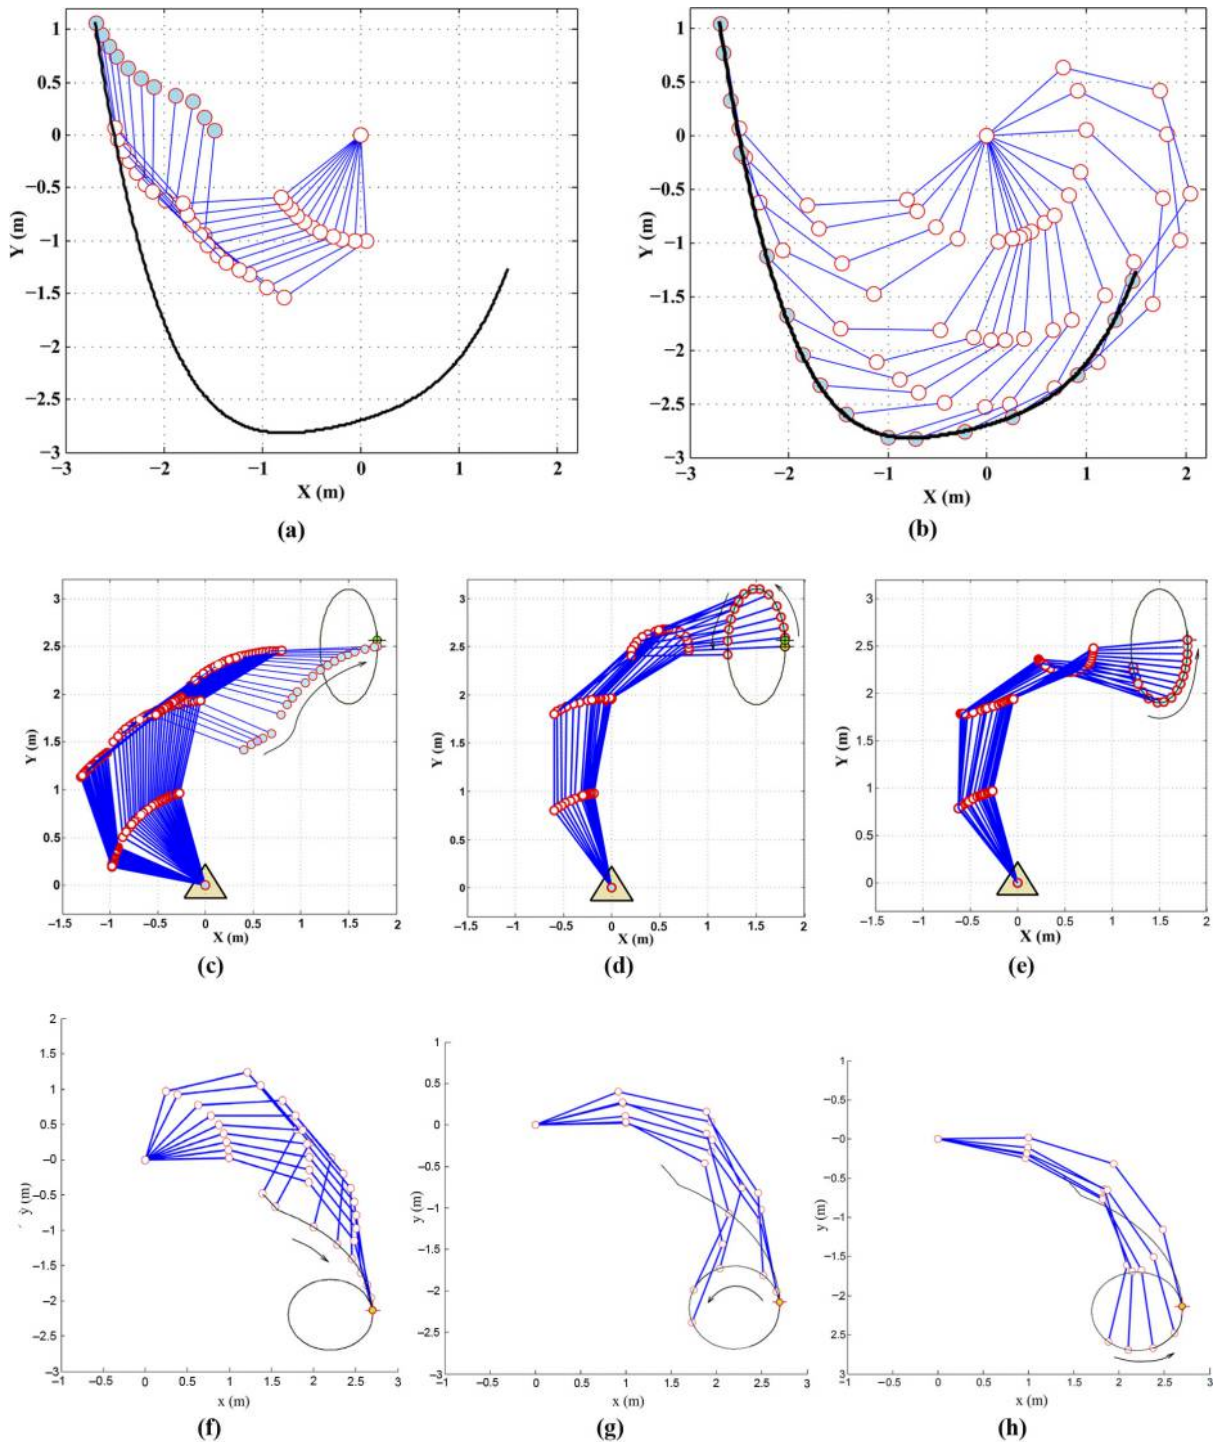 1
0.5
0
−0.5
−1
−1.5
−2
−2.5
−3
Y (m)
−3 −2 −1 0 1 2
X (m)
(a)
1
0.5
0
−0.5
−1
−1.5
−2
−2.5
−3
Y (m)
−3 −2 −1 0 1 2
X (m)
(b)
3
2.5
2
1.5
1
0.5
0
Y (m)
−1.5 −1 −0.5 0 0.5 1 1.5 2
X (m)
(c)
3
2.5
2
1.5
1
0.5
0
Y (m)
−1.5 −1 −0.5 0 0.5 1 1.5 2
X (m)
(d)
3
2.5
2
1.5
1
0.5
0
Y (m)
−1.5 −1 −0.5 0 0.5 1 1.5 2
X (m)
(e)
2
1.5
1
0.5
−0
−0.5
−1
−1.5
−2
−2.5
−3
y (m)
−1 −0.5 0 0.5 1 1.5 2 2.5 3
x (m)
(f)
1
0.5
0
−0.5
−1
−1.5
−2
−2.5
−3
y (m)
−1 −0.5 0 0.5 1 1.5 2 2.5 3
x (m)
(g)
1
−0.5
−0
−0.5
−1
−1.5
−2
−2.5
−3
y (m)
−1 −0.5 0 0.5 1 1.5 2 2.5 3
x (m)
(h)